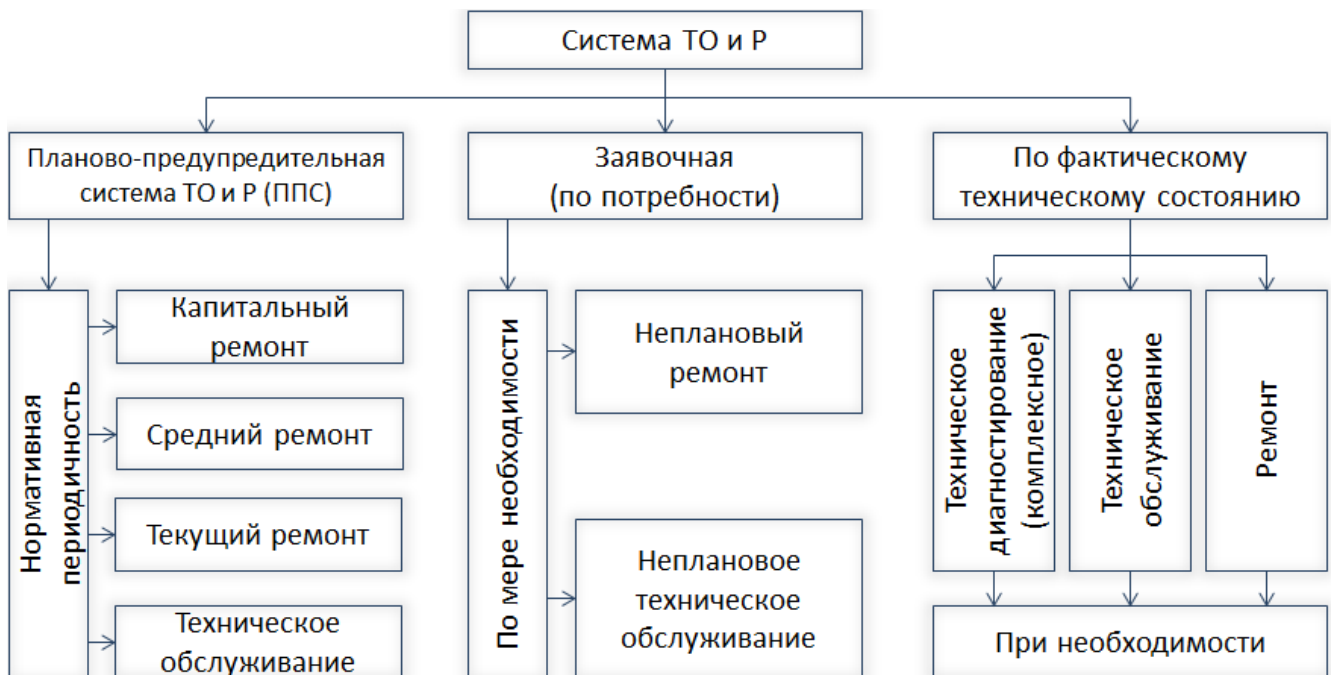 Система ТО и Р
Планово-предупредительная
система ТО и Р (ППС)
Заявочная
(по потребности)
По фактическому
техническому состоянию
Нормативная
периодичность
Капитальный
ремонт
Средний ремонт
Текущий ремонт
Техническое
обслуживание
По мере необходимости
Неплановый
ремонт
Неплановое
техническое
обслуживание
Техническое
диагностирование
(комплексное)
Техническое
обслуживание
Ремонт
При необходимости